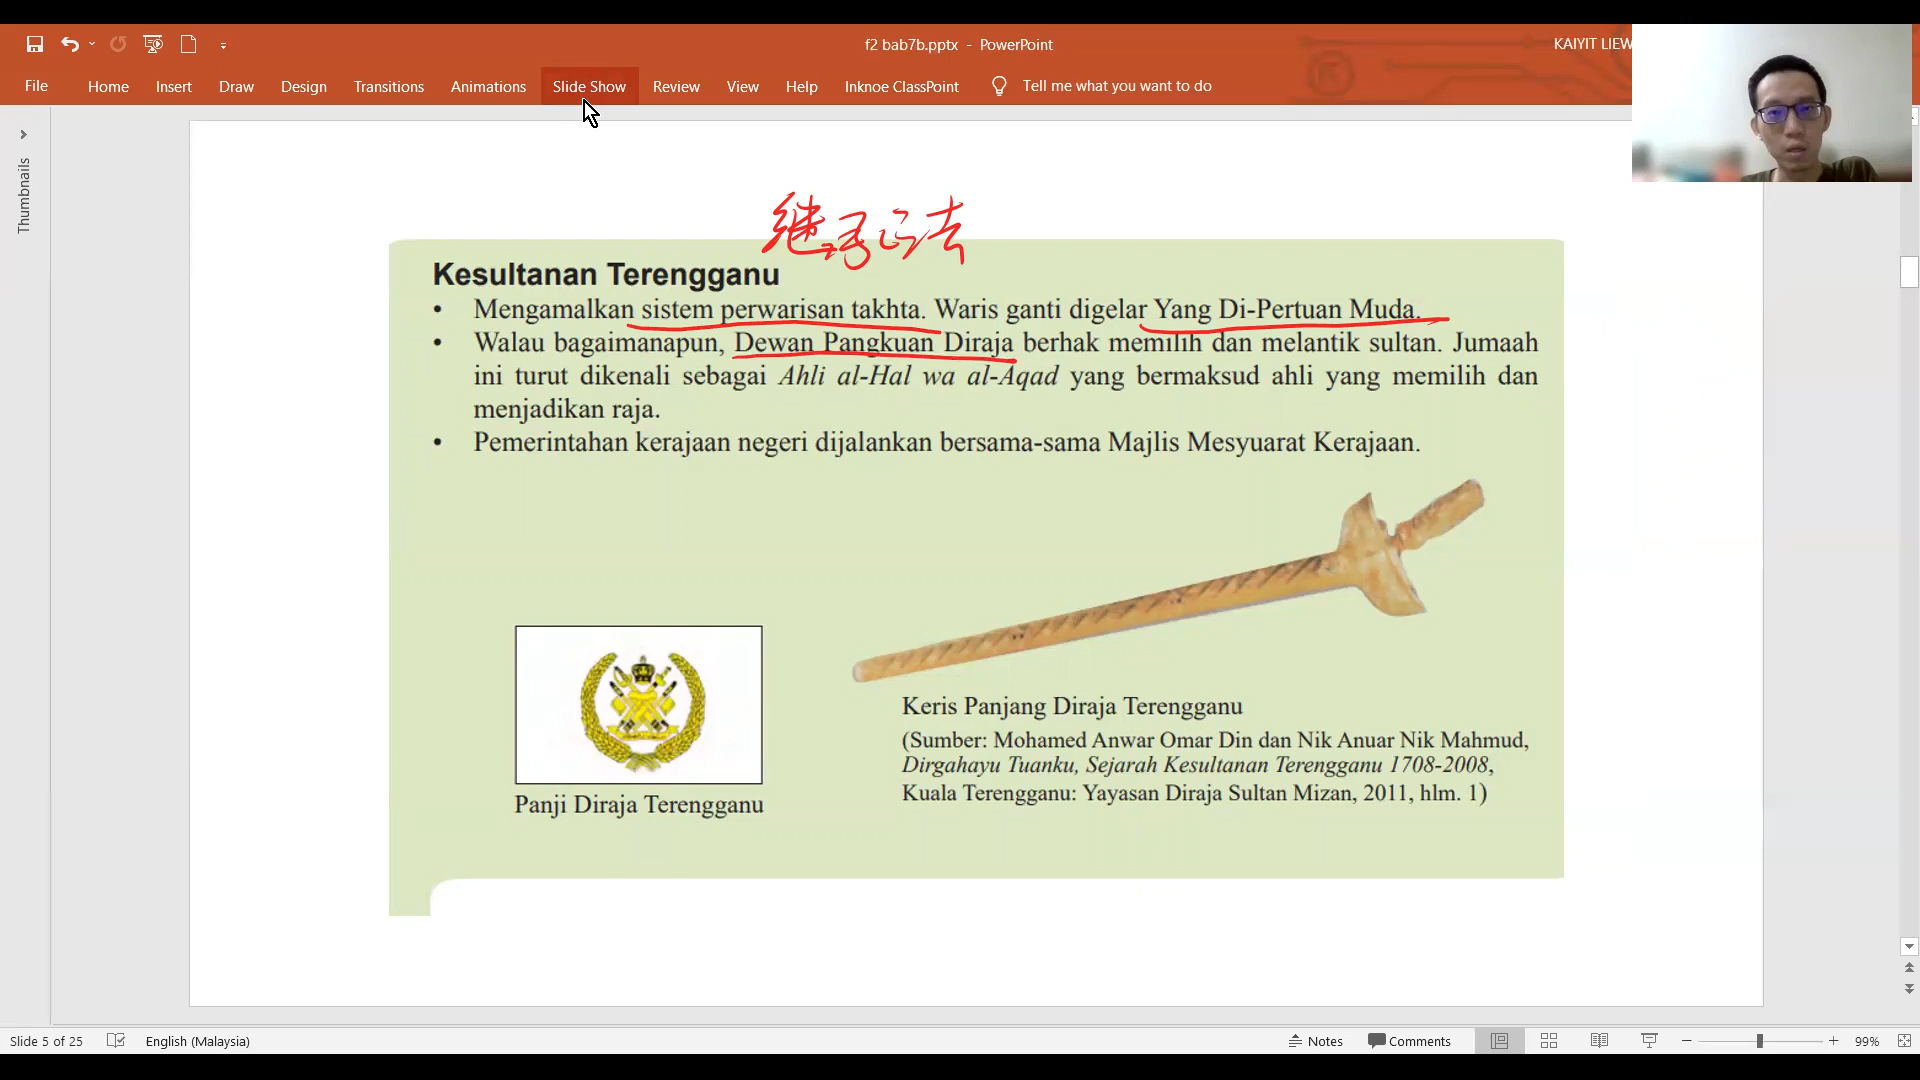 f2 bab7b.pptx - PowerPoint
KAIYIT LIEW
File Home Insert Draw Design Transitions Animations Slide Show Review View Help Inknoe ClassPoint Tell me what you want to do
Thumbnails
继
Kesultanan Terengganu
• Mengamalkan sistem perwarisan takhta. Waris ganti digelar Yang Di-Pertuan Muda.
• Walau bagaimanapun, Dewan Pangkuan Diraja berhak memilih dan melantik sultan. Jumaah
ini turut dikenali sebagai Ahli al-Hal wa al-Aqad yang bermaksud ahli yang memilih dan
menjadikan raja.
• Pemerintahan kerajaan negeri dijalankan bersama-sama Majlis Mesyuarat Kerajaan.
Panji Diraja Terengganu
Keris Panjang Diraja Terengganu
(Sumber: Mohamed Anwar Omar Din dan Nik Anuar Nik Mahmud,
Dirgahayu Tuanku, Sejarah Kesultanan Terengganu 1708-2008,
Kuala Terengganu: Yayasan Diraja Sultan Mizan, 2011, hlm. 1)
Slide 5 of 25 English (Malaysia) Notes Comments 99%